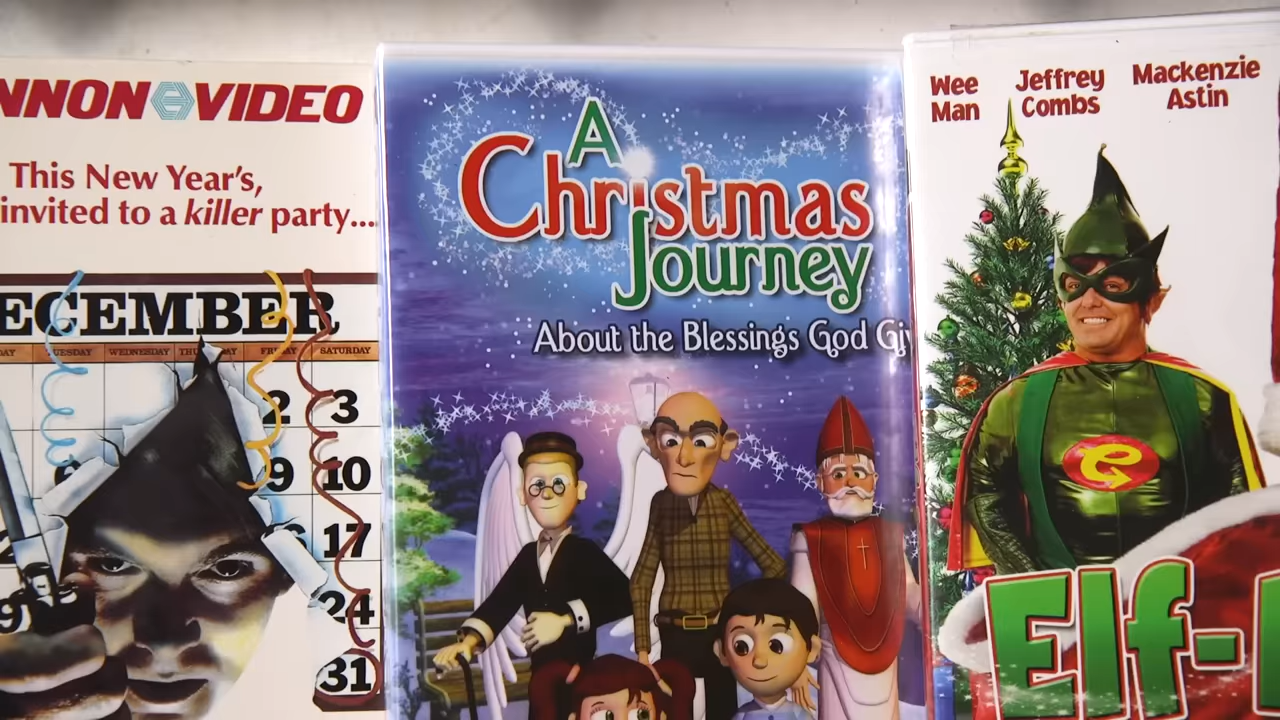 NNON VIDEO
This New Year's,
invited to a killer party...
ECEMBER
TUESDAY WEDNESDAY SATURDAY
2 3
9 10
17
24
31
A
Christmas
Journey
About the Blessings God Giv
Wee
Man
Jeffrey
Combs
Mackenzie
Astin
e
Elf-